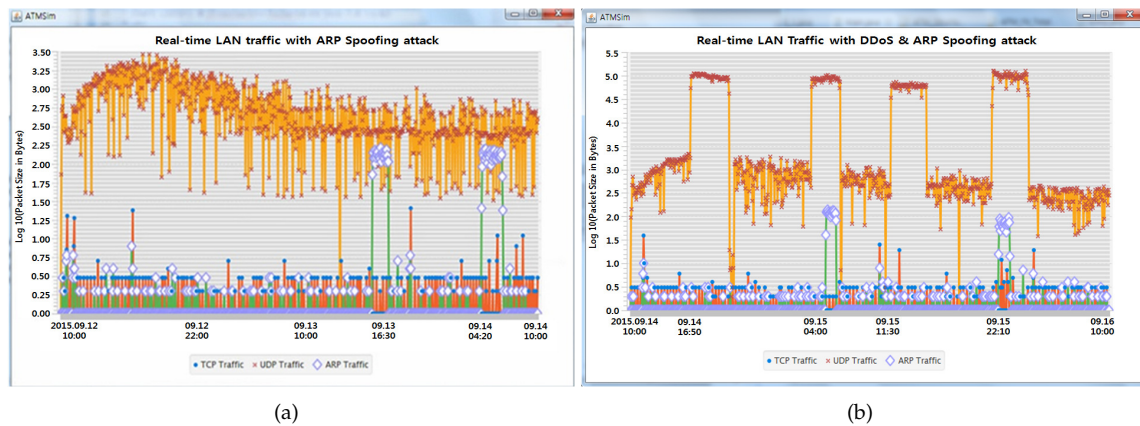 ATMSim
Real-time LAN traffic with ARP Spoofing attack
Log 10(Packet Size in Bytes)
3.50
3.25
3.00
2.75
2.50
2.25
2.00
1.75
1.50
1.25
1.00
0.75
0.50
0.25
0.00
2015.09.12 09.12 09.13 09.13 09.14 09.14
10:00 22:00 10:00 16:30 04:20 10:00
TCP Traffic UDP Traffic ARP Traffic
(a)
ATMSim
Real-time LAN Traffic with DDoS & ARP Spoofing attack
Log 10(Packet Size in Bytes)
5.5
5.0
4.5
4.0
3.5
3.0
2.5
2.0
1.5
1.0
0.5
0.0
2015.09.14 09.14 09.15 09.15 09.15 09.16
10:00 16:50 04:00 11:30 22:10 10:00
TCP Traffic UDP Traffic ARP Traffic
(b)